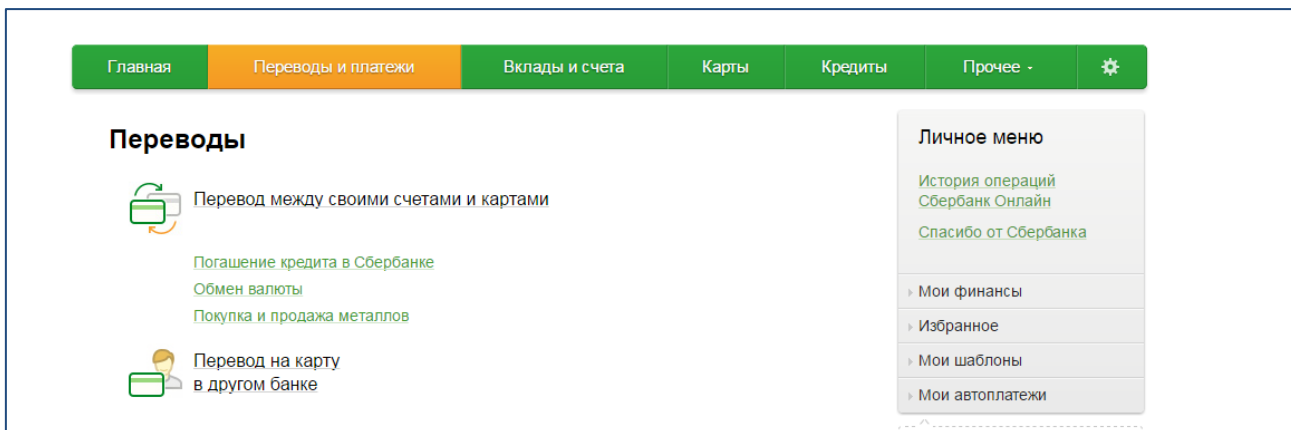 Главная Переводы и платежи Вклады и счета Карты Кредиты Прочее
Переводы
Перевод между своими счетами и картами
Погашение кредита в Сбербанке
Обмен валюты
Покупка и продажа металлов
Перевод на карту
в другом банке
Личное меню
История операций
Сбербанк Онлайн
Спасибо от Сбербанка
Мои финансы
Избранное
Мои шаблоны
Мои автоплатежи